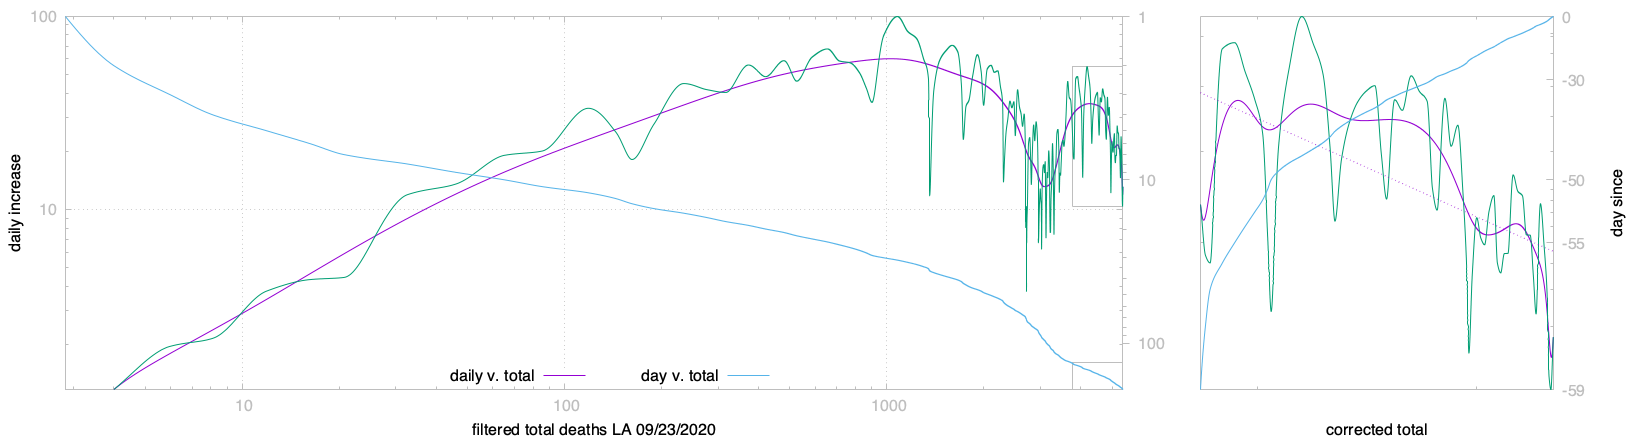 100
10
daily increase
10
100
1000
filtered total deaths LA 09/23/2020
daily v. total
day v. total
1
10
100
0
-30
-50
-55
-59
day since
corrected total